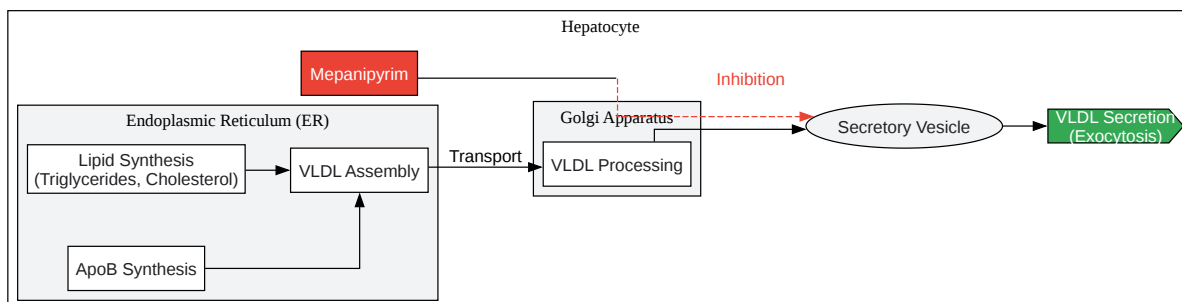 Hepatocyte
Mepanipyrim
Inhibition
Endoplasmic Reticulum (ER)
Golgi Apparatus
Lipid Synthesis
(Triglycerides, Cholesterol)
VLDL Assembly
Transport
VLDL Processing
Secretory Vesicle
VLDL Secretion
(Exocytosis)
ApoB Synthesis